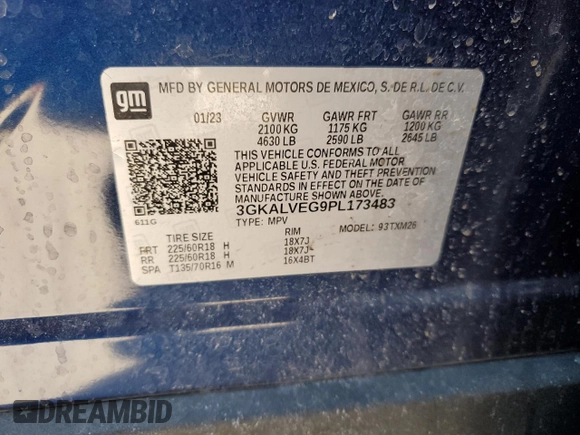 gm
MFD BY GENERAL MOTORS DE MEXICO, S. DE R.L. DE C.V.
01/23 GVWR GAWR FRT GAWR RR
2100 KG 1175 KG 1200 KG
4630 LB 2590 LB 2645 LB
THIS VEHICLE CONFORMS TO ALL
APPLICABLE U.S. FEDERAL MOTOR
VEHICLE SAFETY AND THEFT PREVENTION
STANDARDS IN EFFECT ON THE DATE OF
MANUFACTURE SHOWN ABOVE.
3GKALVEG9PL173483
611G
TYPE: MPV MODEL: 93TXM26
TIRE SIZE RIM
FRT 225/60R18 H 18X7J
RR 225/60R18 H 18X7J
SPA T135/70R16 M 16X4BT
DREAMBID